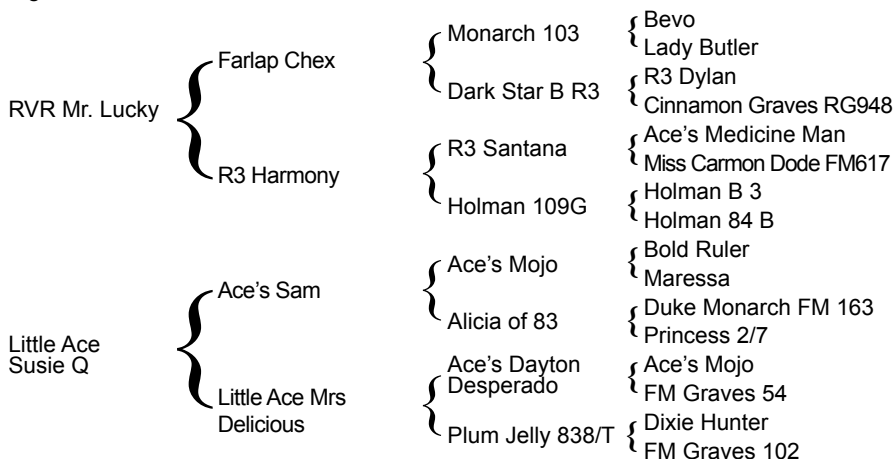 RVR Mr. Lucky
Farlap Chex
Monarch 103
Bevo
Lady Butler
Dark Star B R3
R3 Dylan
Cinnamon Graves RG948
R3 Harmony
R3 Santana
Ace's Medicine Man
Miss Carmon Dode FM617
Holman 109G
Holman B 3
Holman 84 B
Little Ace
Susie Q
Ace's Sam
Ace's Mojo
Bold Ruler
Maressa
Alicia of 83
Duke Monarch FM 163
Princess 2/7
Little Ace Mrs
Delicious
Ace's Dayton
Desperado
Ace's Mojo
FM Graves 54
Plum Jelly 838/T
Dixie Hunter
FM Graves 102